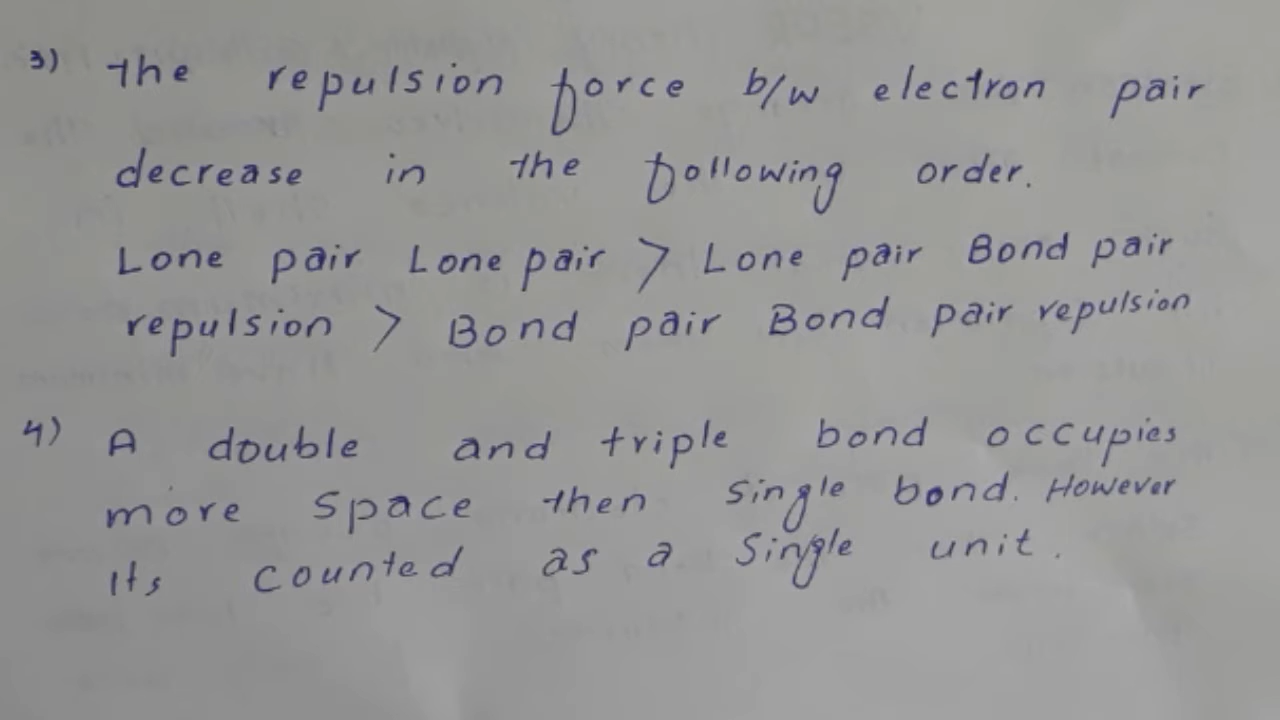 3) The repulsion force b/w electron pair
decrease in the following order.
Lone pair Lone pair > Lone pair Bond pair
repulsion > Bond pair Bond pair repulsion
4) A double and triple bond occupies
more space then single bond. However
Its counted as a Single unit.